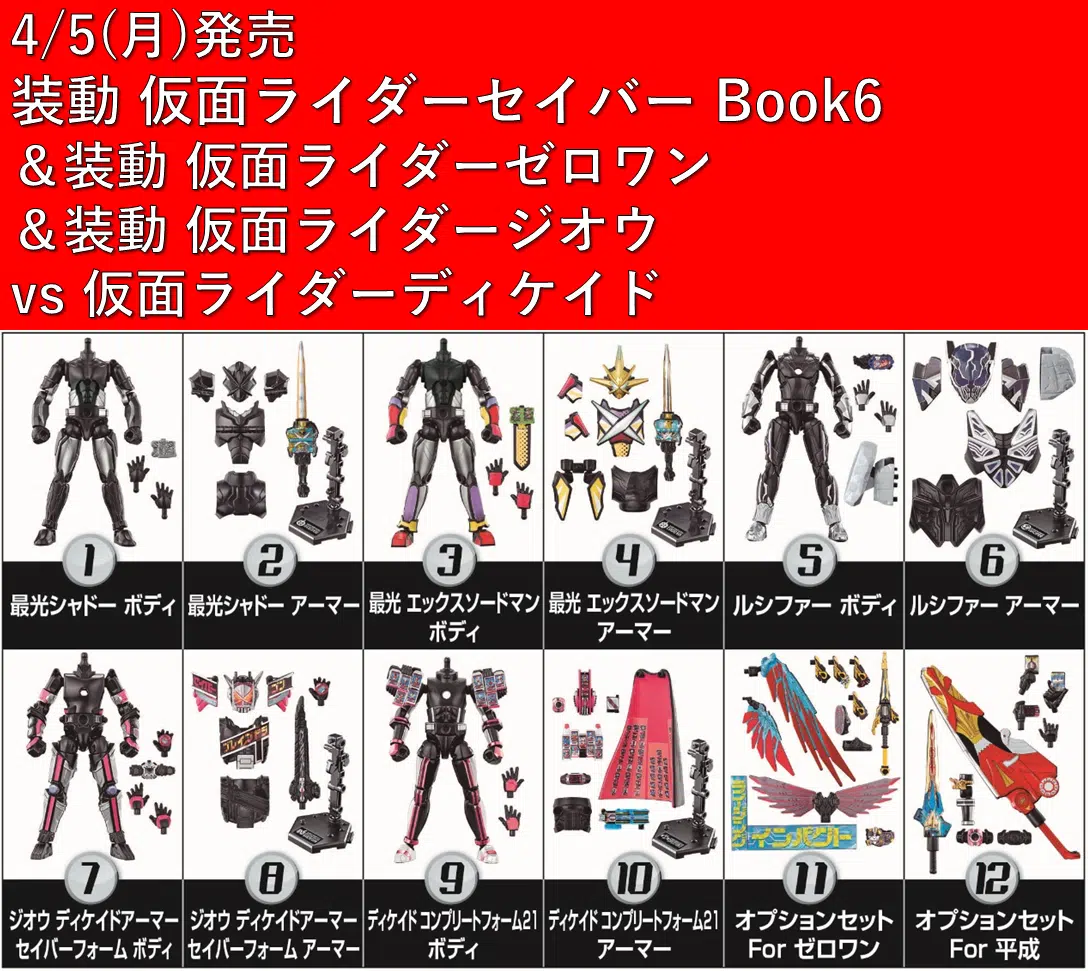 4/5(月)発売
装動 仮面ライダーセイバー Book6
＆装動 仮面ライダーゼロワン
＆装動 仮面ライダージオウ
vs 仮面ライダーディケイド
1
最光シャドー ボディ
2
最光シャドー アーマー
3
最光 エックスソードマン
ボディ
4
最光 エックスソードマン
アーマー
5
ルシファー ボディ
6
ルシファー アーマー
7
ジオウ ディケイドアーマー
セイバーフォーム ボディ
8
ジオウ ディケイドアーマー
セイバーフォーム アーマー
9
ディケイド コンプリートフォーム21
ボディ
10
ディケイド コンプリートフォーム21
アーマー
インパクト
11
オプションセット
For ゼロワン
12
オプションセット
For 平成